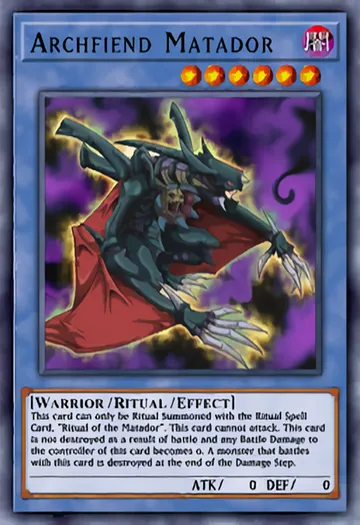 Archfiend Matador
[Warrior/Ritual/Effect]
This card can only be Ritual Summoned with the Ritual Spell
Card, "Ritual of the Matador". This card cannot attack. This card
is not destroyed as a result of battle and any Battle Damage to
the controller of this card becomes 0. A monster that battles
with this card is destroyed at the end of the Damage Step.
ATK/ 0 DEF/ 0